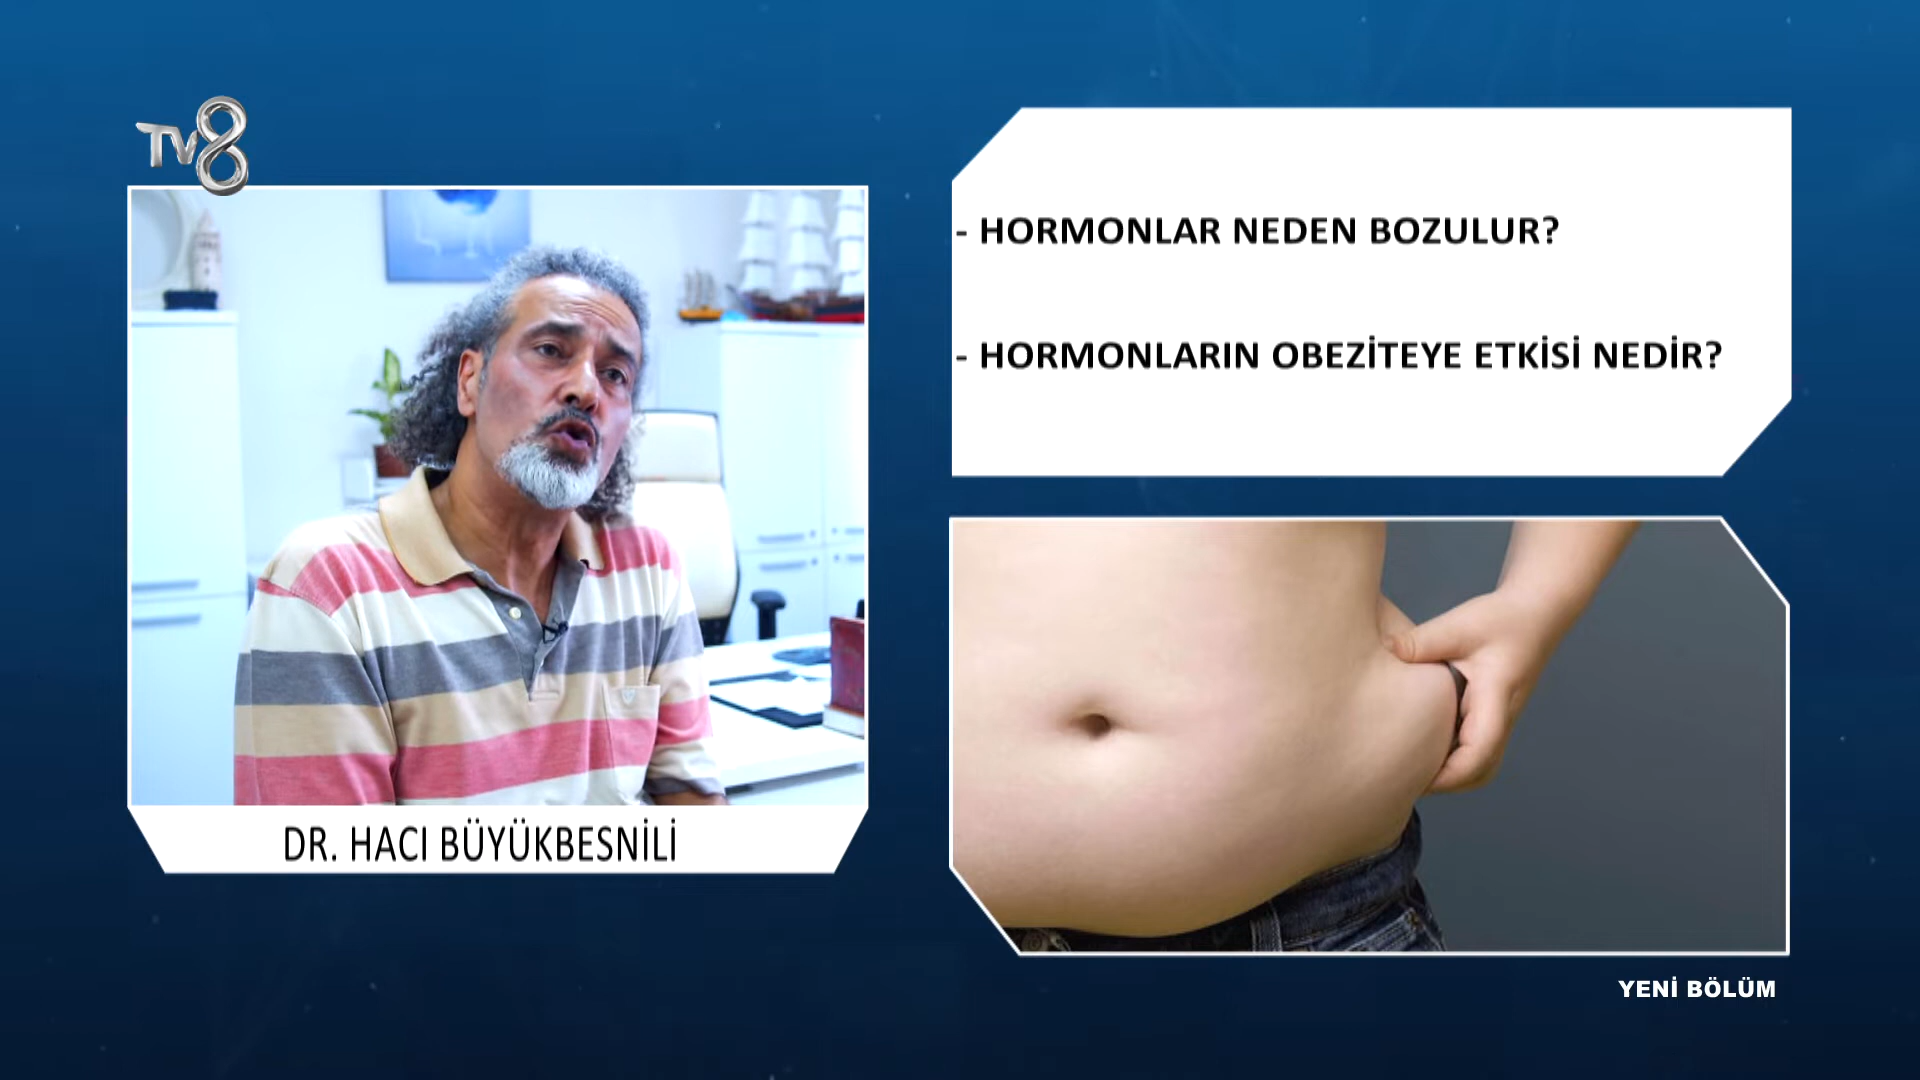 TV8
- HORMONLAR NEDEN BOZULUR?
- HORMONLARIN OBEZİTEYE ETKİSİ NEDİR?
DR. HACI BÜYÜKBESNİLİ
YENİ BÖLÜM